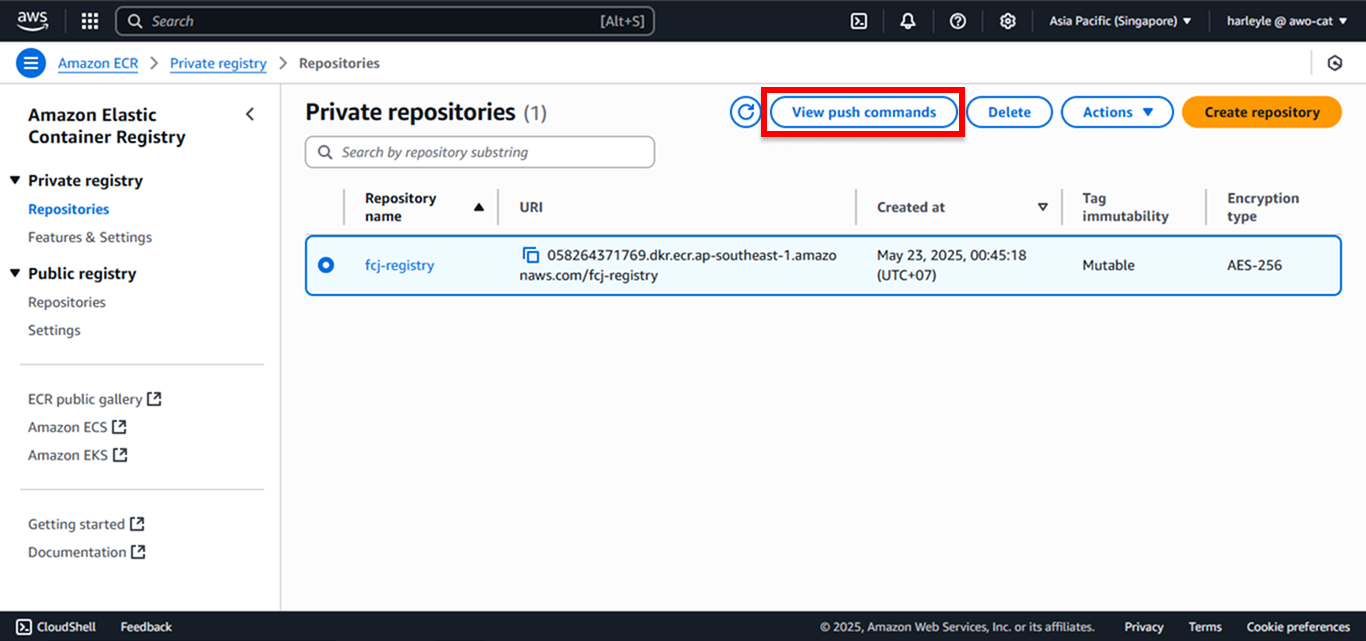 aws
Search
[Alt+S]
Asia Pacific (Singapore)
harleyle @ awo-cat
Amazon ECR
Private registry
Repositories
Amazon Elastic
Container Registry
Private registry
Repositories
Features & Settings
Public registry
Repositories
Settings
ECR public gallery
Amazon ECS
Amazon EKS
Getting started
Documentation
Private repositories (1)
View push commands
Delete
Actions
Create repository
Search by repository substring
Repository
name
URI
Created at
Tag
immutability
Encryption
type
fcj-registry
058264371769.dkr.ecr.ap-southeast-1.amazo
naws.com/fcj-registry
May 23, 2025, 00:45:18
(UTC+07)
Mutable
AES-256
CloudShell
Feedback
© 2025, Amazon Web Services, Inc. or its affiliates.
Privacy
Terms
Cookie preferences